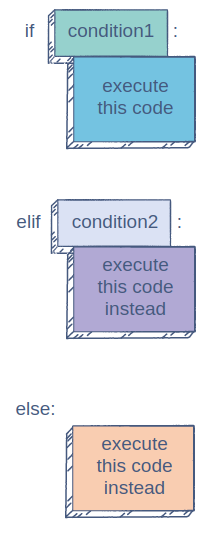 if condition1 :
execute
this code
elif condition2 :
execute
this code
instead
else:
execute
this code
instead